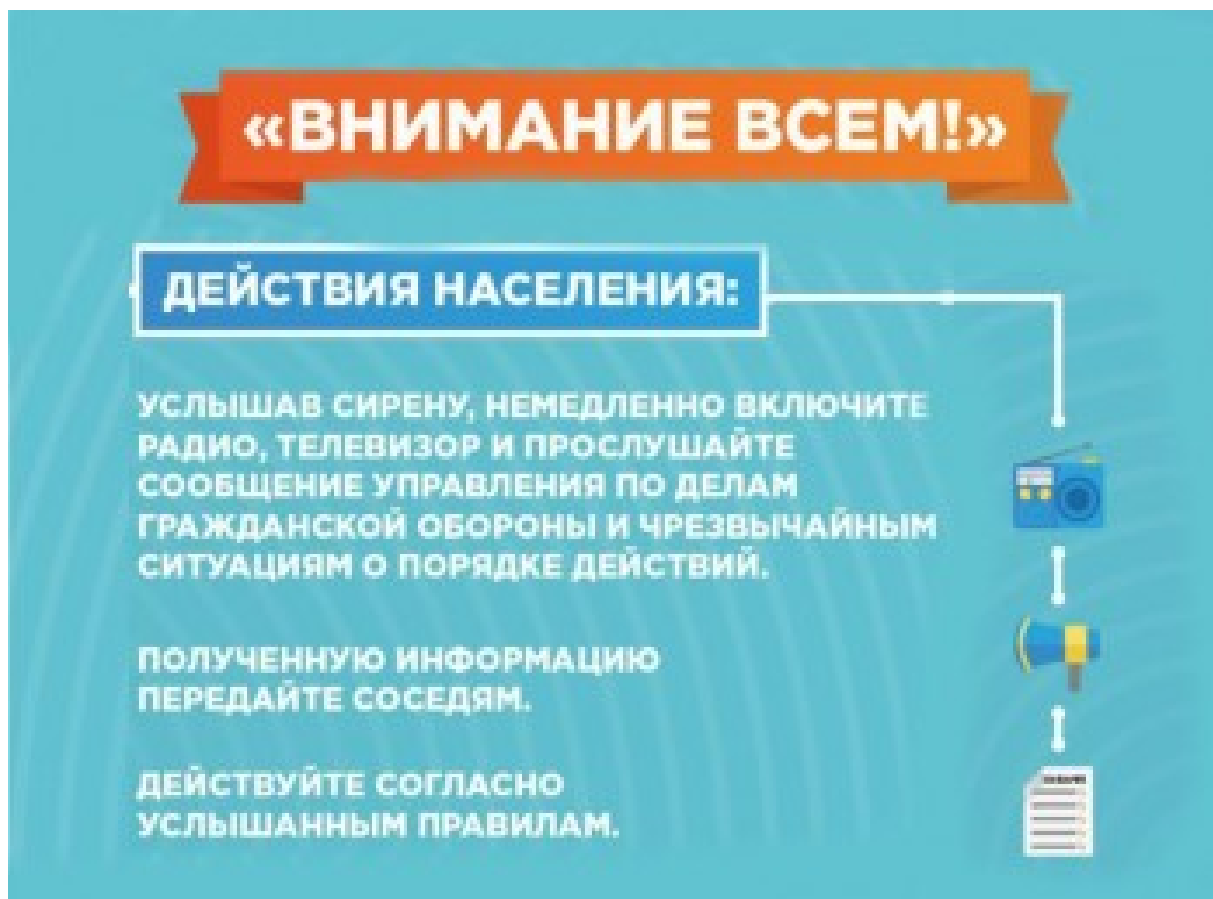 «ВНИМАНИЕ ВСЕМ!»
ДЕЙСТВИЯ НАСЕЛЕНИЯ:
УСЛЫШАВ СИРЕНУ, НЕМЕДЛЕННО ВКЛЮЧИТЕ
РАДИО, ТЕЛЕВИЗОР И ПРОСЛУШАЙТЕ
СООБЩЕНИЕ УПРАВЛЕНИЯ ПО ДЕЛАМ
ГРАЖДАНСКОЙ ОБОРОНЫ И ЧРЕЗВЫЧАЙНЫМ
СИТУАЦИЯМ О ПОРЯДКЕ ДЕЙСТВИЙ.
ПОЛУЧЕННУЮ ИНФОРМАЦИЮ
ПЕРЕДАЙТЕ СОСЕДЯМ.
ДЕЙСТВУЙТЕ СОГЛАСНО
УСЛЫШАННЫМ ПРАВИЛАМ.